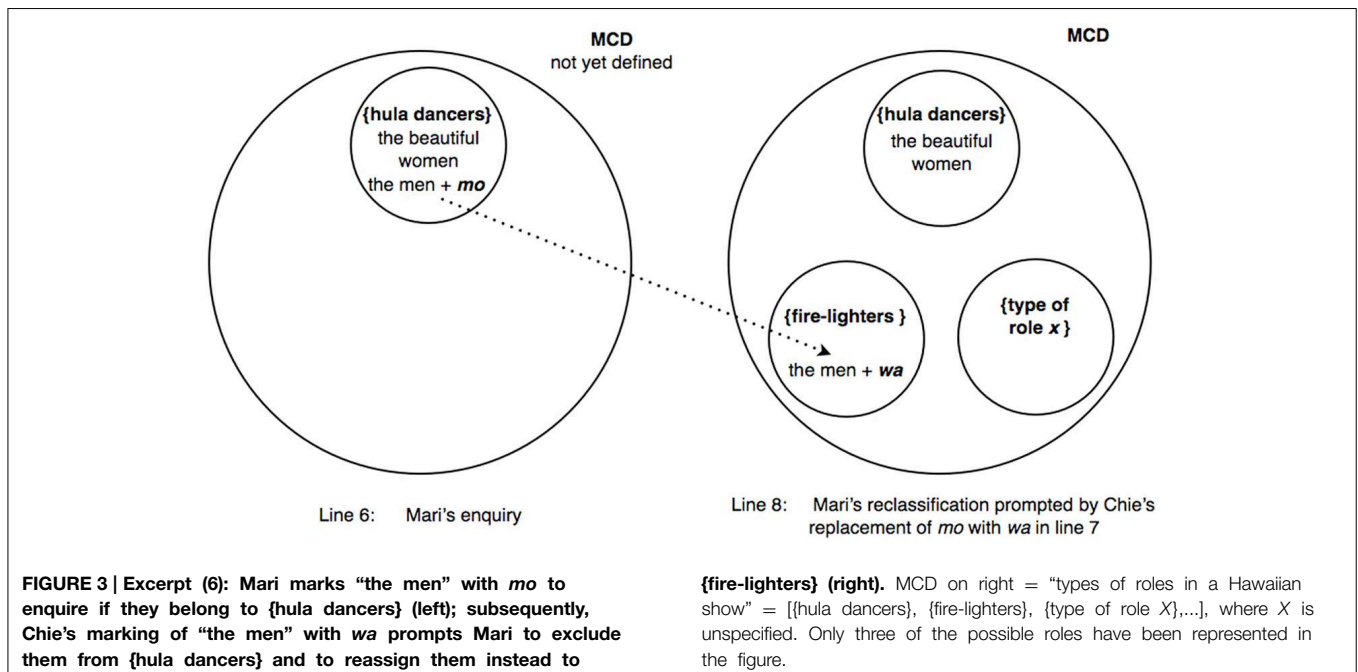 MCD
not yet defined
{hula dancers}
the beautiful
women
the men + mo
Line 6: Mari's enquiry
MCD
{hula dancers}
the beautiful
women
{fire-lighters }
the men + wa
{type of
role x }
Line 8: Mari's reclassification prompted by Chie's
replacement of mo with wa in line 7
FIGURE 3 | Excerpt (6): Mari marks “the men” with mo to
enquire if they belong to {hula dancers} (left); subsequently,
Chie's marking of “the men” with wa prompts Mari to exclude
them from {hula dancers} and to reassign them instead to
{fire-lighters} (right). MCD on right = “types of roles in a Hawaiian
show” = [{hula dancers}, {fire-lighters}, {type of role X},...], where X is
unspecified. Only three of the possible roles have been represented in
the figure.